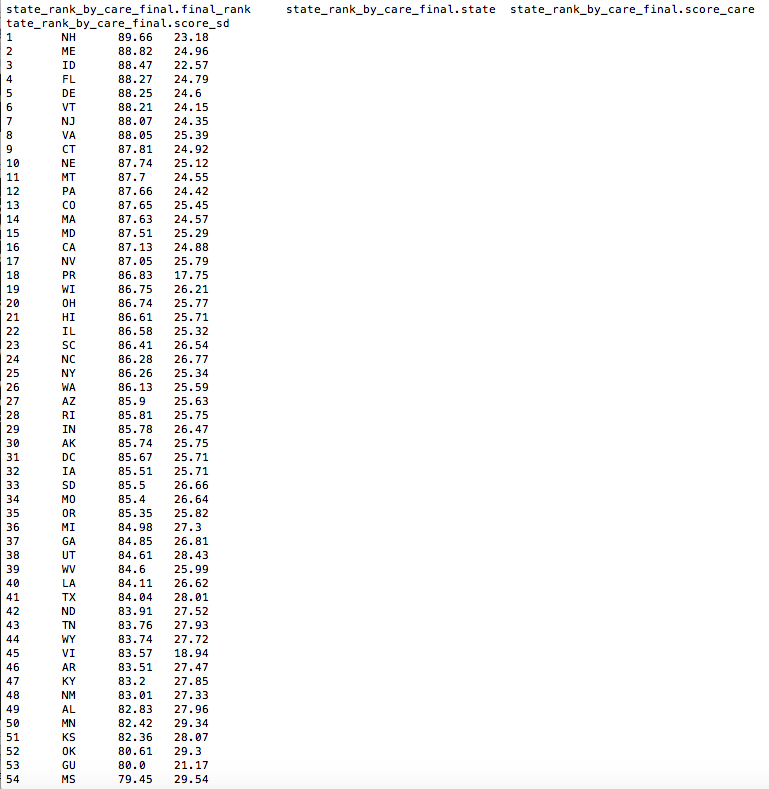 state_rank_by_care_final.final_rank state_rank_by_care_final.state state_rank_by_care_final.score_care
tate_rank_by_care_final.score_sd
1 NH 89.66 23.18
2 ME 88.82 24.96
3 ID 88.47 22.57
4 FL 88.27 24.79
5 DE 88.25 24.6
6 VT 88.21 24.15
7 NJ 88.07 24.35
8 VA 88.05 25.39
9 CT 87.81 24.92
10 NE 87.74 25.12
11 MT 87.7 24.55
12 PA 87.66 24.42
13 CO 87.65 25.45
14 MA 87.63 24.57
15 MD 87.51 25.29
16 CA 87.13 24.88
17 NV 87.05 25.79
18 PR 86.83 17.75
19 WI 86.75 26.21
20 OH 86.74 25.77
21 HI 86.61 25.71
22 IL 86.58 25.32
23 SC 86.41 26.54
24 NC 86.28 26.77
25 NY 86.26 25.34
26 WA 86.13 25.59
27 AZ 85.9 25.63
28 RI 85.81 25.75
29 IN 85.78 26.47
30 AK 85.74 25.75
31 DC 85.67 25.71
32 IA 85.51 25.71
33 SD 85.5 26.66
34 MO 85.4 26.64
35 OR 85.35 25.82
36 MI 84.98 27.3
37 GA 84.85 26.81
38 UT 84.61 28.43
39 WV 84.6 25.99
40 LA 84.11 26.62
41 TX 84.04 28.01
42 ND 83.91 27.52
43 TN 83.76 27.93
44 WY 83.74 27.72
45 VI 83.57 18.94
46 AR 83.51 27.47
47 KY 83.2 27.85
48 NM 83.01 27.33
49 AL 82.83 27.96
50 MN 82.42 29.34
51 KS 82.36 28.07
52 OK 80.61 29.3
53 GU 80.0 21.17
54 MS 79.45 29.54